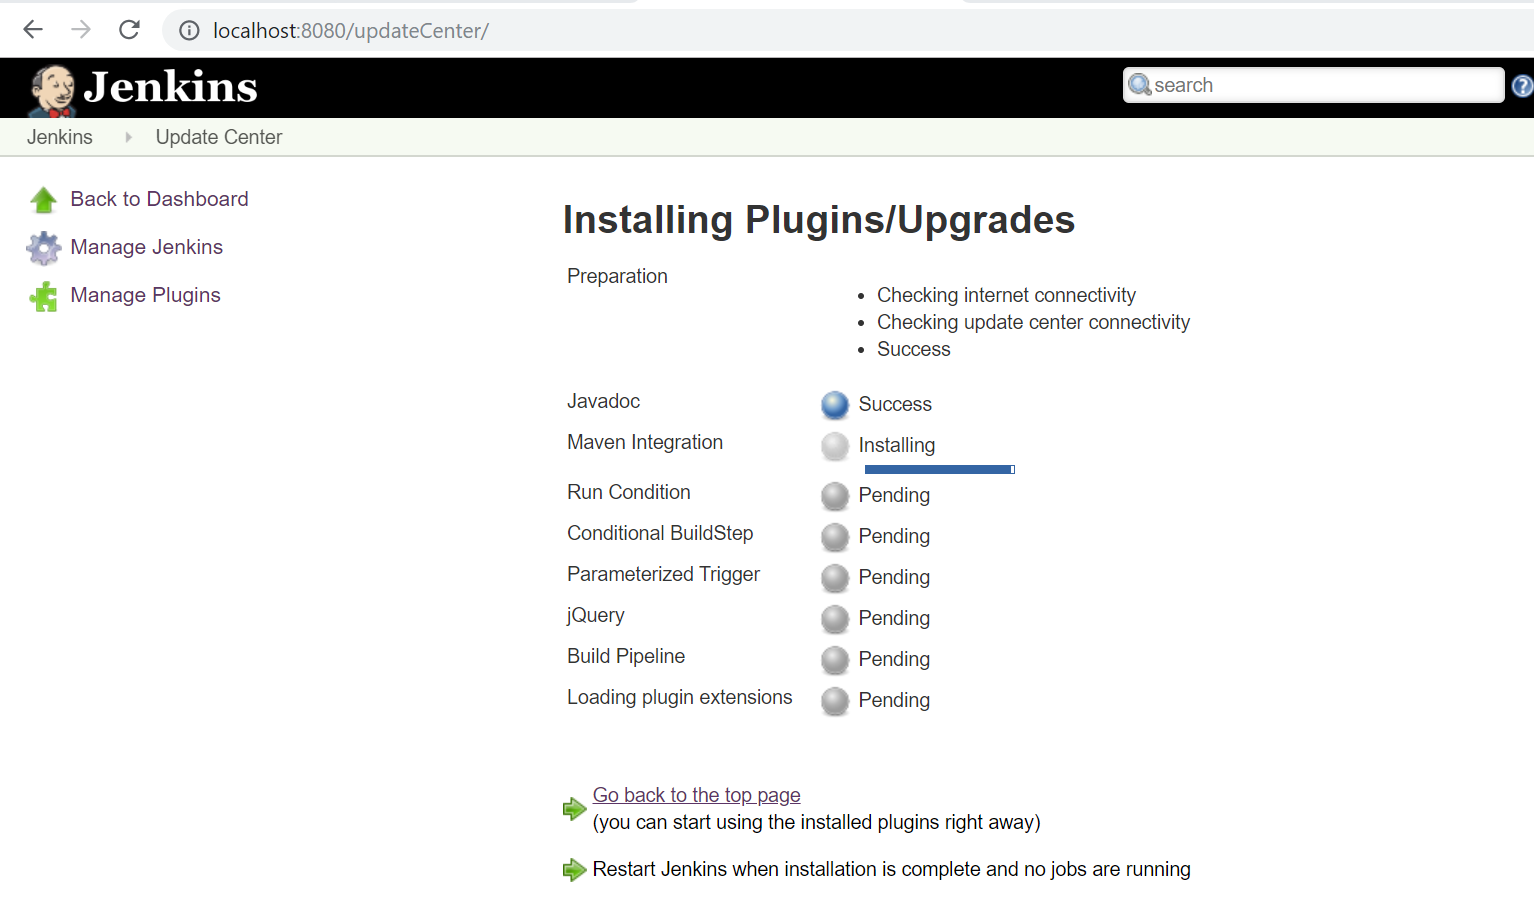 localhost:8080/updateCenter/
Jenkins
search
?
Jenkins
Update Center
Back to Dashboard
Manage Jenkins
Manage Plugins
Installing Plugins/Upgrades
Preparation
Checking internet connectivity
Checking update center connectivity
Success
Javadoc Success
Maven Integration Installing
Run Condition Pending
Conditional BuildStep Pending
Parameterized Trigger Pending
jQuery Pending
Build Pipeline Pending
Loading plugin extensions Pending
Go back to the top page
(you can start using the installed plugins right away)
Restart Jenkins when installation is complete and no jobs are running